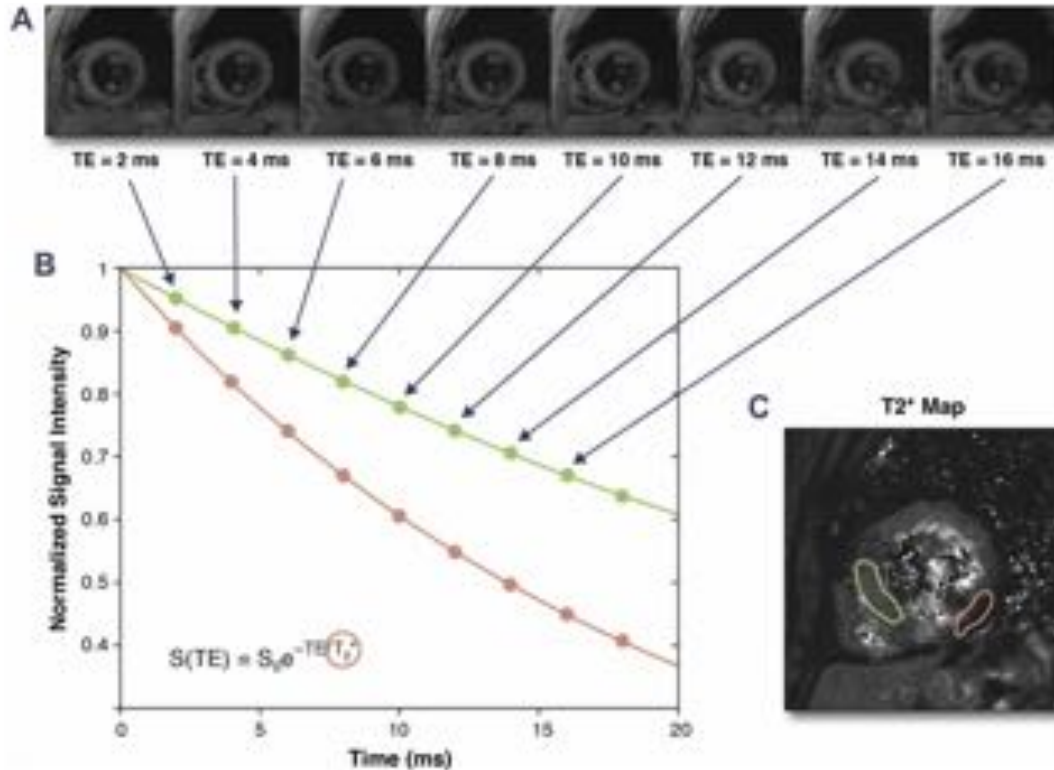 A
TE = 2 ms TE = 4 ms TE = 6 ms TE = 8 ms TE = 10 ms TE = 12 ms TE = 14 ms TE = 16 ms
B
1
0.9
0.8
0.7
0.6
0.5
0.4
Normalized Signal Intensity
S(TE) = S₀e^−TE/T₂*
0 5 10 15 20
Time (ms)
C
T2* Map